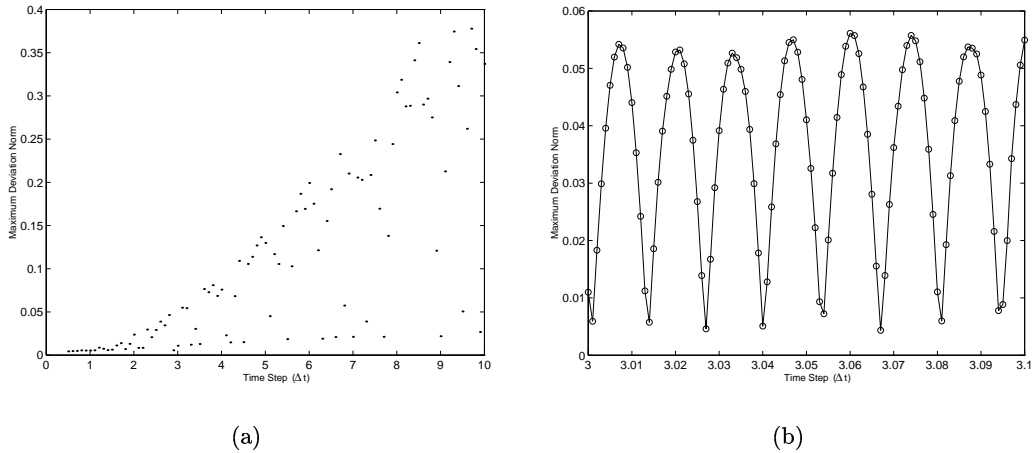 0.4
0.35
0.3
0.25
0.2
0.15
0.1
0.05
0
Maximum Deviation Norm
0 1 2 3 4 5 6 7 8 9 10
Time Step (Δt)
(a)
0.06
0.05
0.04
0.03
0.02
0.01
0
Maximum Deviation Norm
3 3.01 3.02 3.03 3.04 3.05 3.06 3.07 3.08 3.09 3.1
Time Step (Δt)
(b)